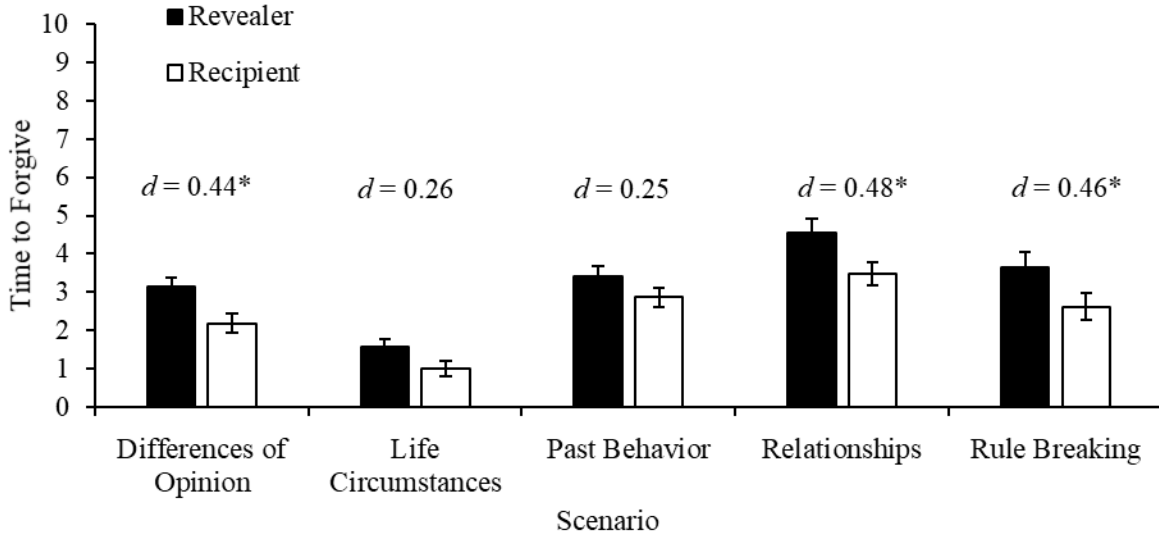 Revealer
Recipient
Time to Forgive
10
9
8
7
6
5
4
3
2
1
0
d = 0.44*
d = 0.26
d = 0.25
d = 0.48*
d = 0.46*
Differences of
Opinion
Life
Circumstances
Past Behavior
Relationships
Rule Breaking
Scenario